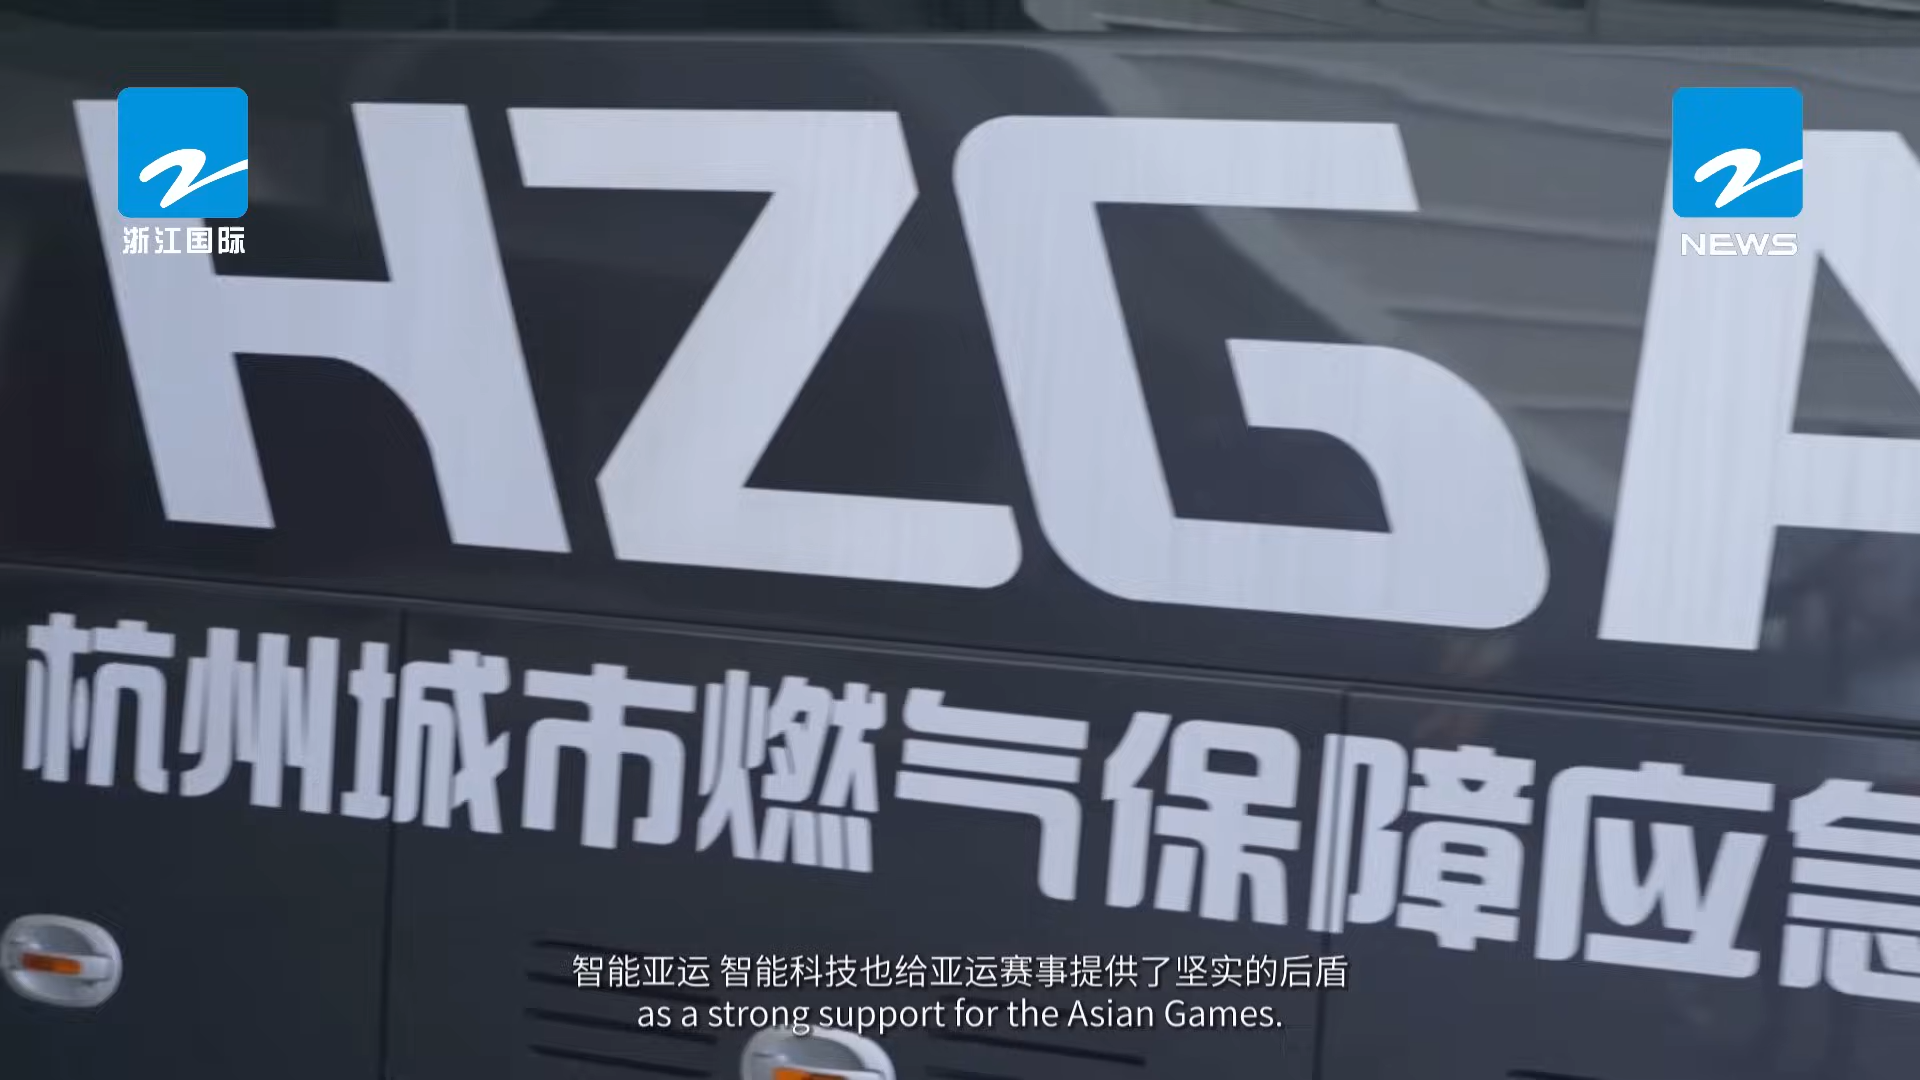 HZGA
浙江国际
NEWS
杭州城市燃气保障应急
智能亚运 智能科技也给亚运赛事提供了坚实的后盾
as a strong support for the Asian Games.